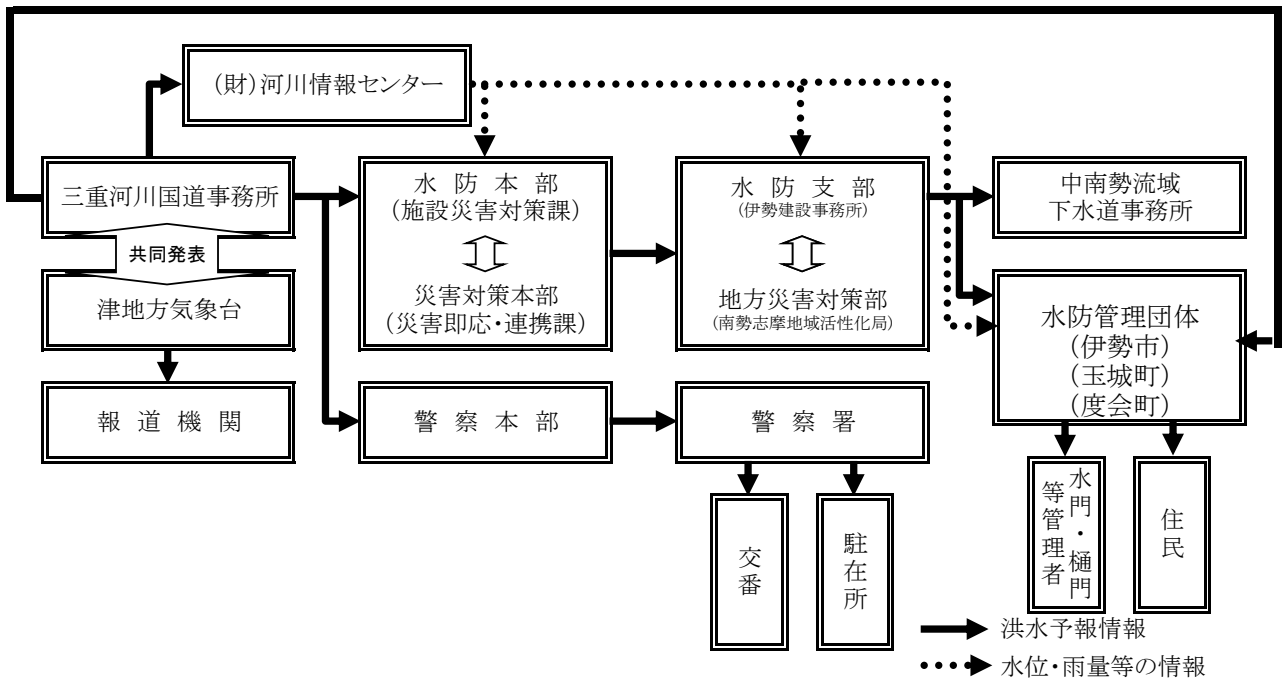 (財)河川情報センター
三重河川国道事務所
共同発表
津地方気象台
報道機関
水防本部
(施設災害対策課)
災害対策本部
(災害即応・連携課)
警察本部
水防支部
(伊勢建設事務所)
地方災害対策部
(南勢志摩地域活性化局)
警察署
交番
駐在所
中南勢流域
下水道事務所
水防管理団体
(伊勢市)
(玉城町)
(度会町)
水門・樋門
等管理者
住民
洪水予報情報
水位・雨量等の情報